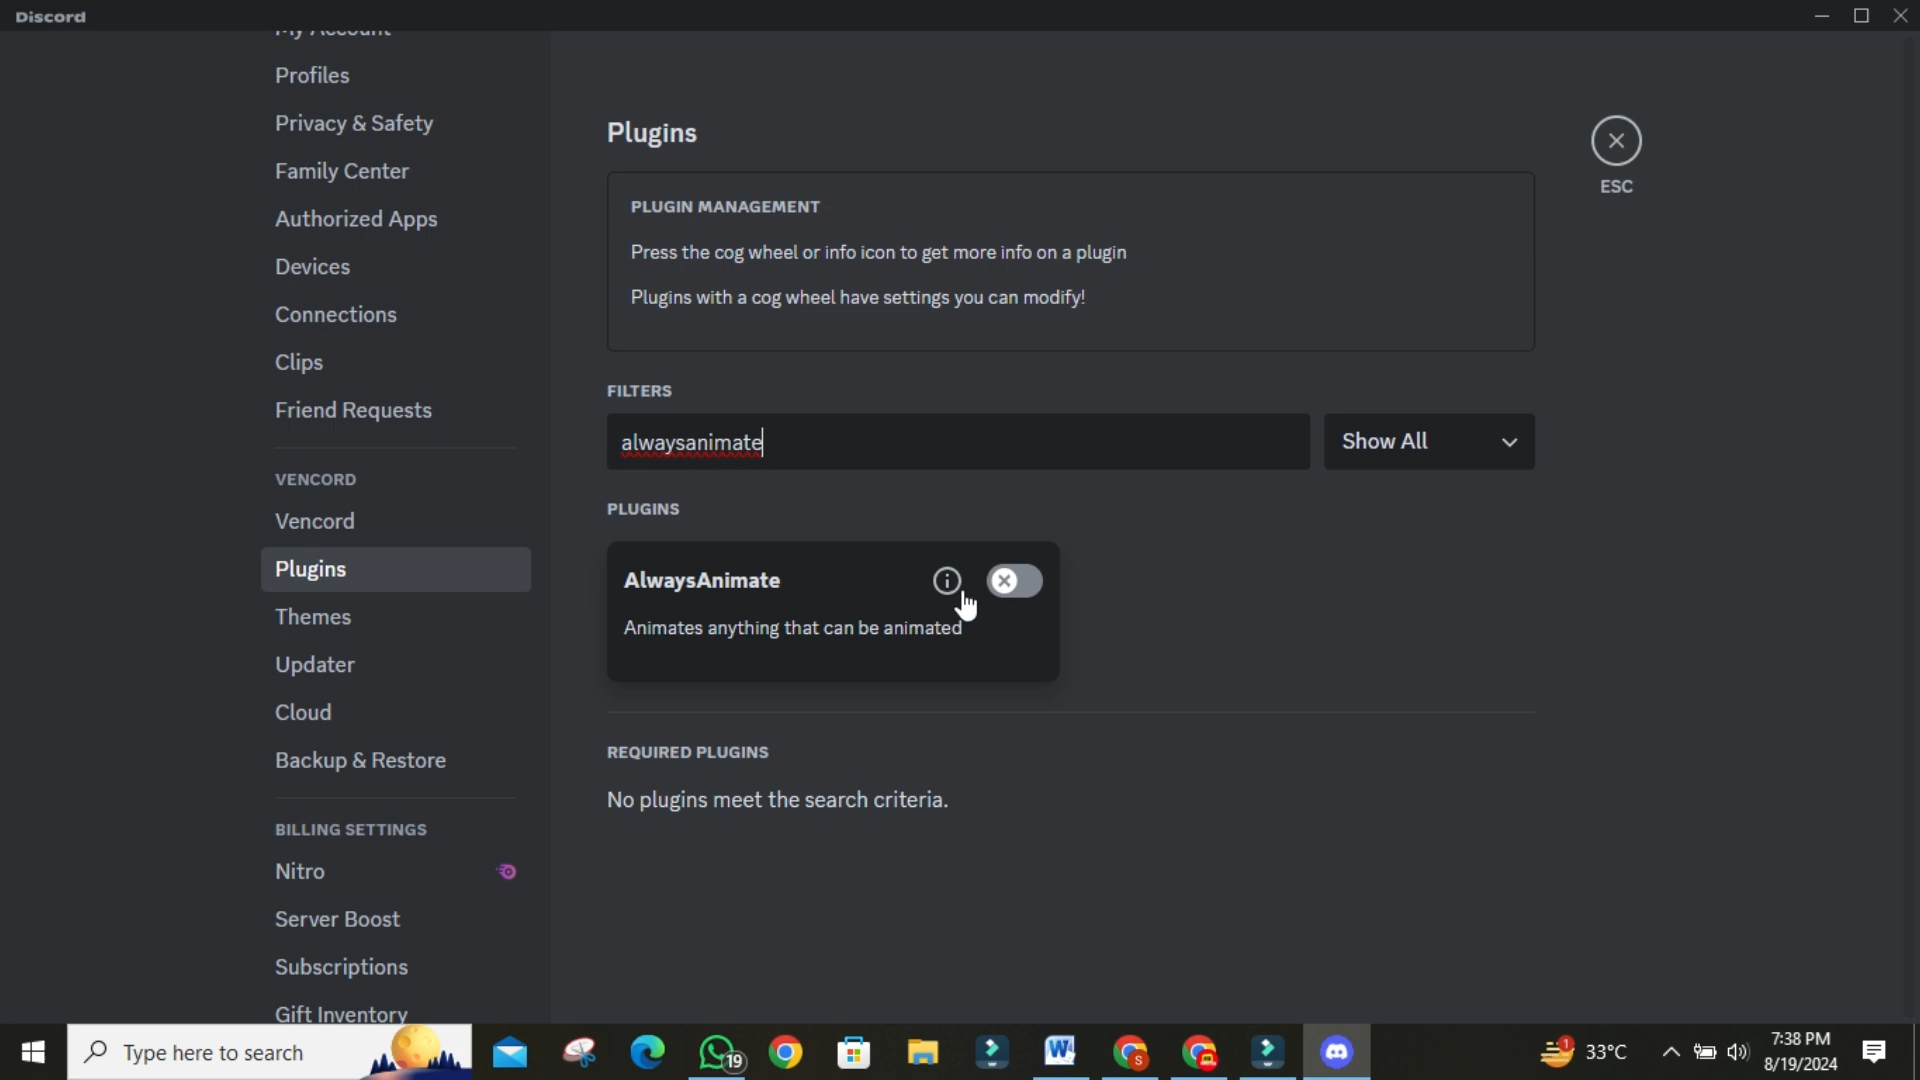 Discord
My Account
Profiles
Privacy & Safety
Family Center
Authorized Apps
Devices
Connections
Clips
Friend Requests
VENCORD
Vencord
Plugins
Themes
Updater
Cloud
Backup & Restore
BILLING SETTINGS
Nitro
Server Boost
Subscriptions
Gift Inventory
Plugins
ESC
PLUGIN MANAGEMENT
Press the cog wheel or info icon to get more info on a plugin
Plugins with a cog wheel have settings you can modify!
FILTERS
alwaysanimate
Show All
PLUGINS
AlwaysAnimate
Animates anything that can be animated
REQUIRED PLUGINS
No plugins meet the search criteria.
Type here to search
19
W
S
1
33°C
7:38 PM
8/19/2024